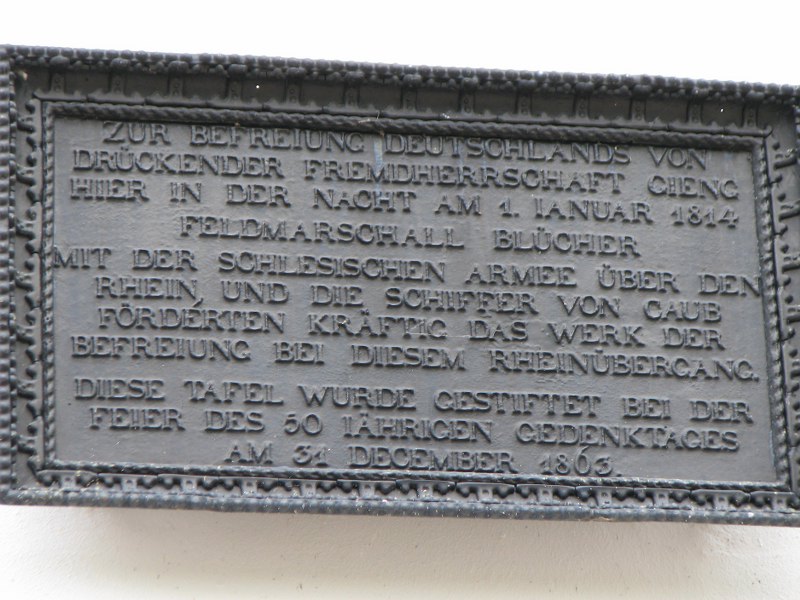 ZUR BEFREIUNG DEUTSCHLANDS VON
DRÜCKENDER FREMDHERRSCHAFT GIENG
HIER IN DER NACHT AM 1. IANUAR 1814
FELDMARSCHALL BLÜCHER
MIT DER SCHLESISCHEN ARMEE ÜBER DEN
RHEIN, UND DIE SCHIFFER VON CAUB
FÖRDERTEN KRÄFTIG DAS WERK DER
BEFREIUNG BEI DIESEM RHEINÜBERGANG.
DIESE TAFEL WURDE GESTIFTET BEI DER
FEIER DES 50 IÄHRIGEN GEDENKTAGES
AM 31 DECEMBER 1863.